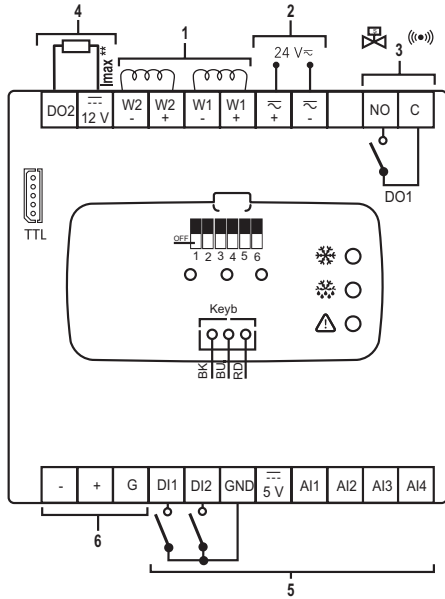 4
1
2
3
24 V
Imax **
DO2
12 V
W2
-
W2
+
W1
-
W1
+
+
-
NO
C
DO1
TTL
OFF
1 2 3 4 5 6
Keyb
BK
BU
RD
- + G DI1 DI2 GND 5 V AI1 AI2 AI3 AI4
6
5